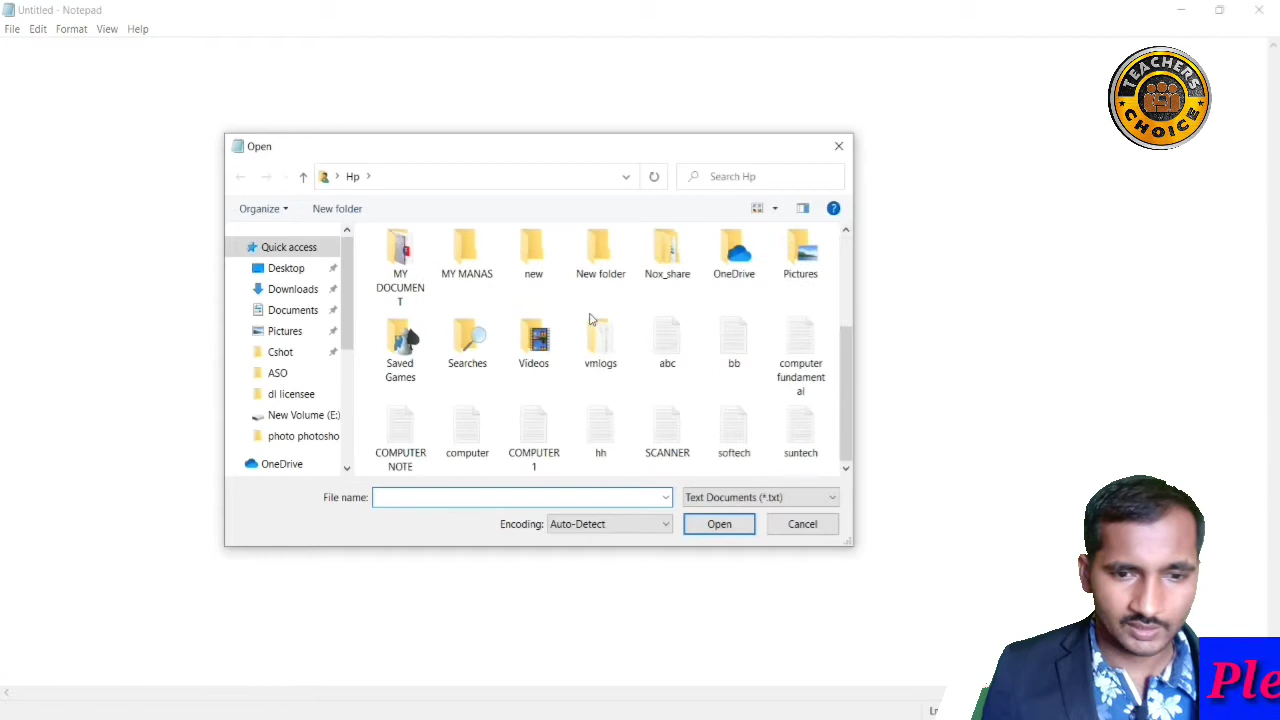 Untitled - Notepad
File Edit Format View Help
TEACHERS
CHOICE
Open
Hp
Search Hp
Organize New folder
Quick access
Desktop
Downloads
Documents
Pictures
Cshot
ASO
dl licensee
New Volume (E:)
photo photosho
OneDrive
MY DOCUMEN T
MY MANAS
new
New folder
Nox_share
OneDrive
Pictures
Saved Games
Searches
Videos
vmlogs
abc
bb
computer fundament al
COMPUTER NOTE
computer
COMPUTER 1
hh
SCANNER
softech
suntech
File name: Text Documents (*.txt)
Encoding: Auto-Detect Open Cancel
Ple